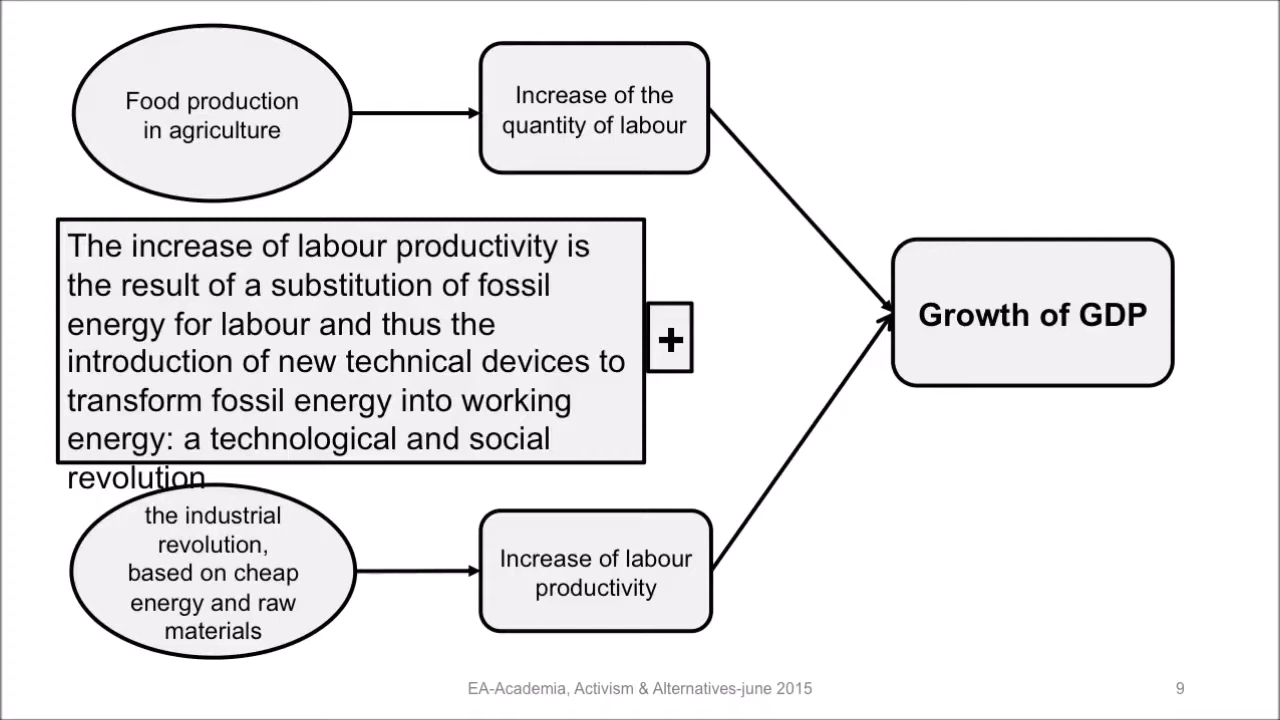 Food production
in agriculture
Increase of the
quantity of labour
The increase of labour productivity is
the result of a substitution of fossil
energy for labour and thus the
introduction of new technical devices to
transform fossil energy into working
energy: a technological and social
revolution
+
Growth of GDP
the industrial
revolution,
based on cheap
energy and raw
materials
Increase of labour
productivity
EA-Academia, Activism & Alternatives-june 2015
9